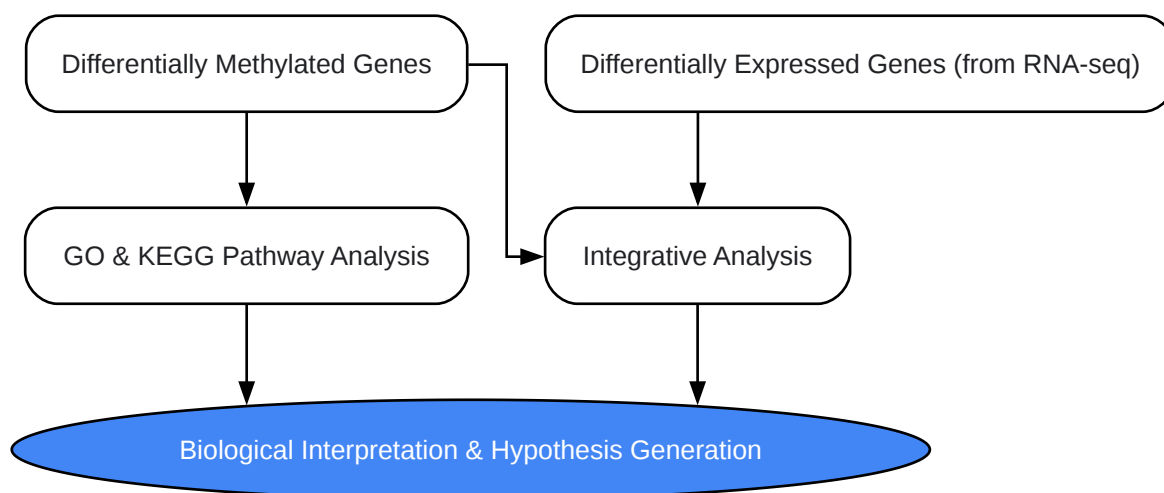 Differentially Methylated Genes
Differentially Expressed Genes (from RNA-seq)
GO & KEGG Pathway Analysis
Integrative Analysis
Biological Interpretation & Hypothesis Generation